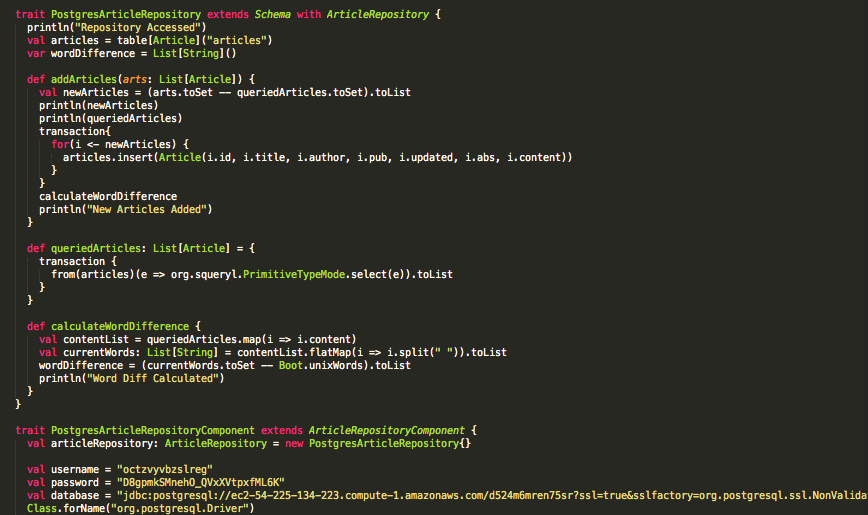 trait PostgresArticleRepository extends Schema with ArticleRepository {
println("Repository Accessed")
val articles = table[Article]("articles")
var wordDifference = List[String]()
def addArticles(arts: List[Article]) {
val newArticles = (arts.toSet -- queriedArticles.toSet).toList
println(newArticles)
println(queriedArticles)
transaction{
for(i <- newArticles) {
articles.insert(Article(i.id, i.title, i.author, i.pub, i.updated, i.abs, i.content))
}
}
calculateWordDifference
println("New Articles Added")
}
def queriedArticles: List[Article] = {
transaction {
from(articles)(e => org.squeryl.PrimitiveTypeMode.select(e)).toList
}
}
def calculateWordDifference {
val contentList = queriedArticles.map(i => i.content)
val currentWords: List[String] = contentList.flatMap(i => i.split(" ")).toList
wordDifference = (currentWords.toSet -- Boot.unixWords).toList
println("Word Diff Calculated")
}
}
trait PostgresArticleRepositoryComponent extends ArticleRepositoryComponent {
val articleRepository: ArticleRepository = new PostgresArticleRepository{}
val username = "octzvyvbzslreg"
val password = "D8gpmkSMnehO_QVxXVtpxfML6K"
val database = "jdbc:postgresql://ec2-54-225-134-223.compute-1.amazonaws.com/d524m6mren75sr?ssl=true&sslfactory=org.postgresql.ssl.NonValida
Class.forName("org.postgresql.Driver")